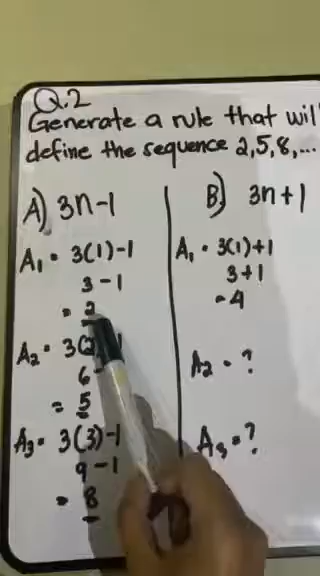 Q.2
Generate a rule that wil
define the sequence 2,5,8,...
A) 3n-1
A₁ = 3(1)-1
3-1
= 2
A₂ = 3(2
6
= 5
A₃ = 3(3)-1
9-1
= 8
B.) 3n+1
A₁ = 3(1)+1
3+1
=4
A₂ = ?
A₃ = ?